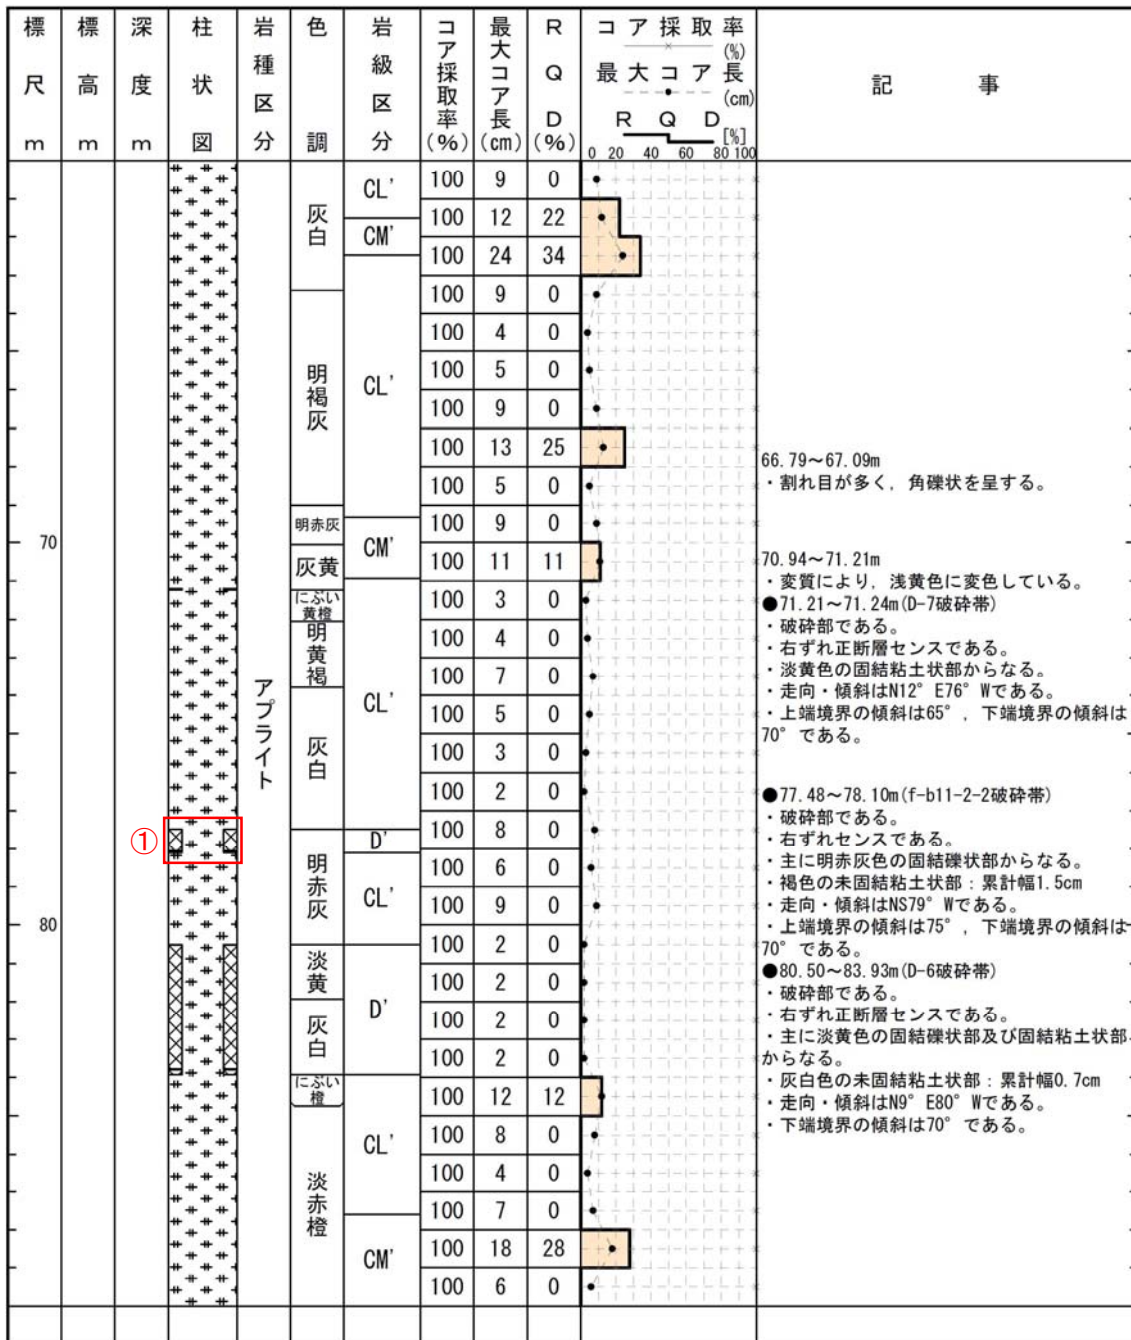 標尺m
標高m
深度m
柱状図
岩種区分
色調
岩級区分
コア採取率(%)
最大コア長(cm)
RQD(%)
コア採取率(%)
最大コア長(cm)
RQD[%]
0 20 40 60 80 100
記事
70
80
①
アプライト
灰白
明褐灰
明赤灰
灰黄
にぶい黄橙
明黄褐
灰白
明赤灰
淡黄
灰白
にぶい橙
淡赤橙
CL'
CM'
CL'
CM'
CL'
D'
CL'
D'
CL'
CM'
100 9 0
100 12 22
100 24 34
100 9 0
100 4 0
100 5 0
100 9 0
100 13 25
100 5 0
100 9 0
100 11 11
100 3 0
100 4 0
100 7 0
100 5 0
100 3 0
100 2 0
100 8 0
100 6 0
100 9 0
100 2 0
100 2 0
100 2 0
100 2 0
100 12 12
100 8 0
100 4 0
100 7 0
100 18 28
100 6 0
66.79～67.09m
・割れ目が多く，角礫状を呈する。
70.94～71.21m
・変質により，浅黄色に変色している。
●71.21～71.24m(D-7破砕帯)
・破砕部である。
・右ずれ正断層センスである。
・淡黄色の固結粘土状部からなる。
・走向・傾斜はN12°E76°Wである。
・上端境界の傾斜は65°，下端境界の傾斜は
70°である。
●77.48～78.10m(f-b11-2-2破砕帯)
・破砕部である。
・右ずれセンスである。
・主に明赤灰色の固結礫状部からなる。
・褐色の未固結粘土状部：累計幅1.5cm
・走向・傾斜はNS79°Wである。
・上端境界の傾斜は75°，下端境界の傾斜は
70°である。
●80.50～83.93m(D-6破砕帯)
・破砕部である。
・右ずれ正断層センスである。
・主に淡黄色の固結礫状部及び固結粘土状部
からなる。
・灰白色の未固結粘土状部：累計幅0.7cm
・走向・傾斜はN9°E80°Wである。
・下端境界の傾斜は70°である。